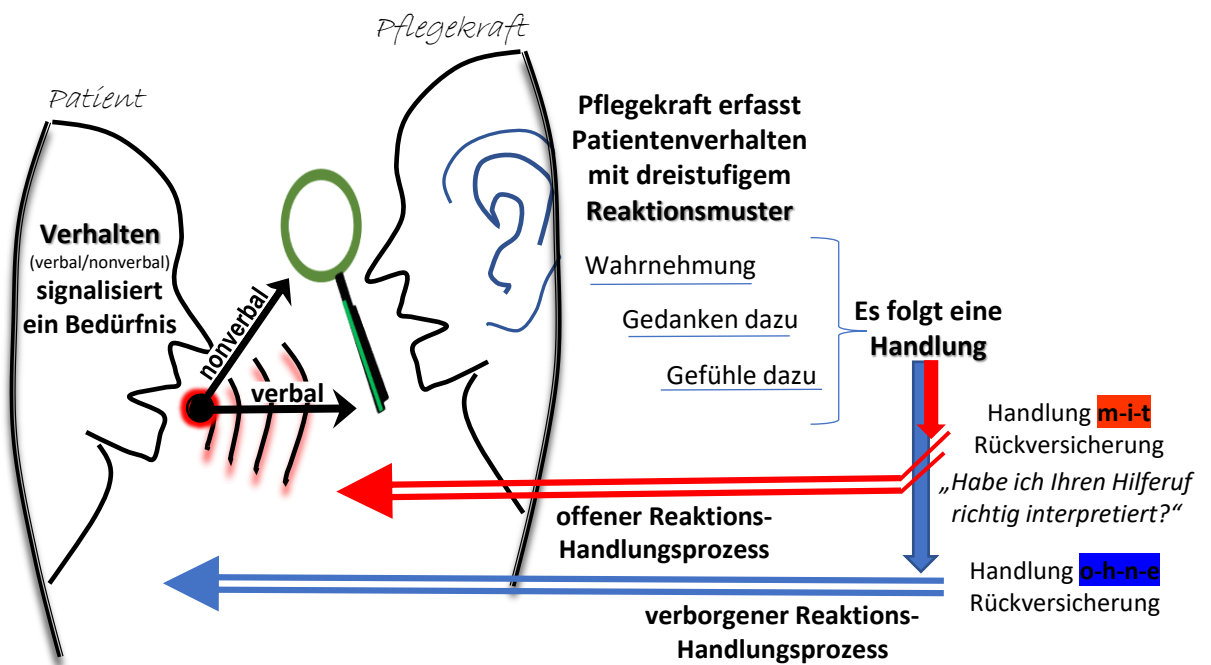 Pflegekraft
Patient
Pflegekraft erfasst
Patientenverhalten
mit dreistufigem
Reaktionsmuster
Verhalten
(verbal/nonverbal)
signalisiert
ein Bedürfnis
nonverbal
verbal
Wahrnehmung
Gedanken dazu
Gefühle dazu
Es folgt eine
Handlung
Handlung m-i-t
Rückversicherung
„Habe ich Ihren Hilferuf
richtig interpretiert?“
offener Reaktions-
Handlungsprozess
Handlung o-h-n-e
Rückversicherung
verborgener Reaktions-
Handlungsprozess